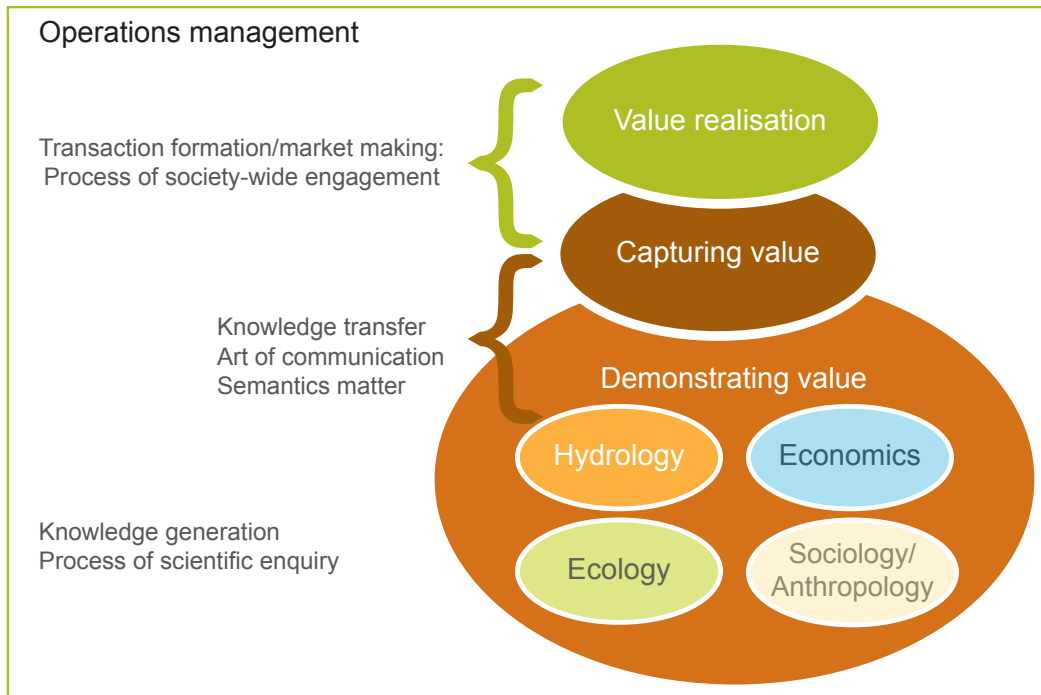 Operations management
Value realisation
Transaction formation/market making:
Process of society-wide engagement
Capturing value
Knowledge transfer
Art of communication
Semantics matter
Demonstrating value
Hydrology
Economics
Knowledge generation
Process of scientific enquiry
Ecology
Sociology/
Anthropology